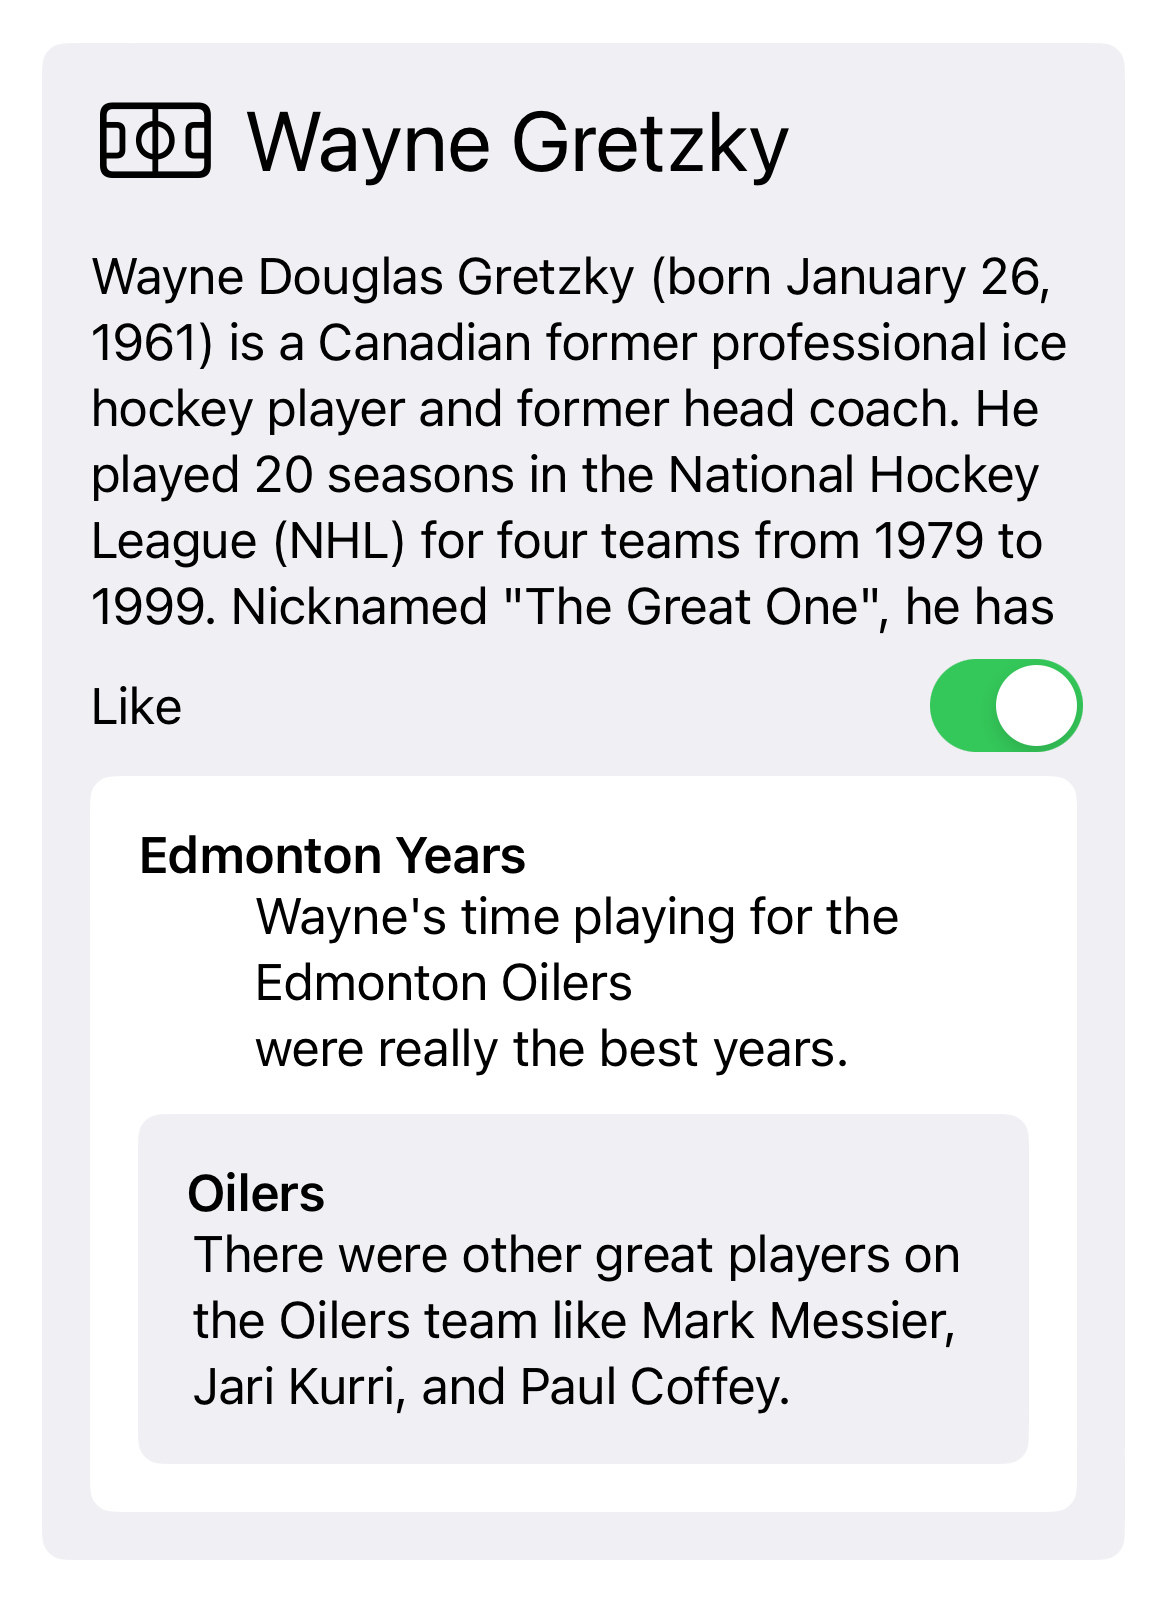 Wayne Gretzky
Wayne Douglas Gretzky (born January 26,
1961) is a Canadian former professional ice
hockey player and former head coach. He
played 20 seasons in the National Hockey
League (NHL) for four teams from 1979 to
1999. Nicknamed "The Great One", he has
Like
Edmonton Years
Wayne's time playing for the
Edmonton Oilers
were really the best years.
Oilers
There were other great players on
the Oilers team like Mark Messier,
Jari Kurri, and Paul Coffey.